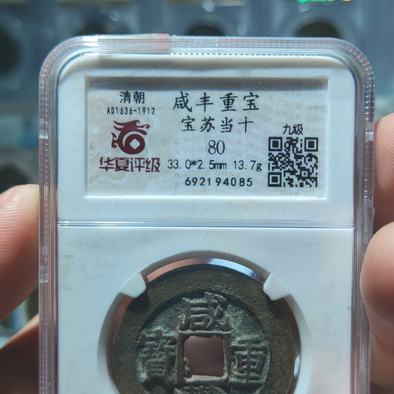 清朝
AD1636-1912
华夏评级
咸丰重宝
宝苏当十
80
33.0*2.5mm 13.7g
692194085
九级
咸
寶
重